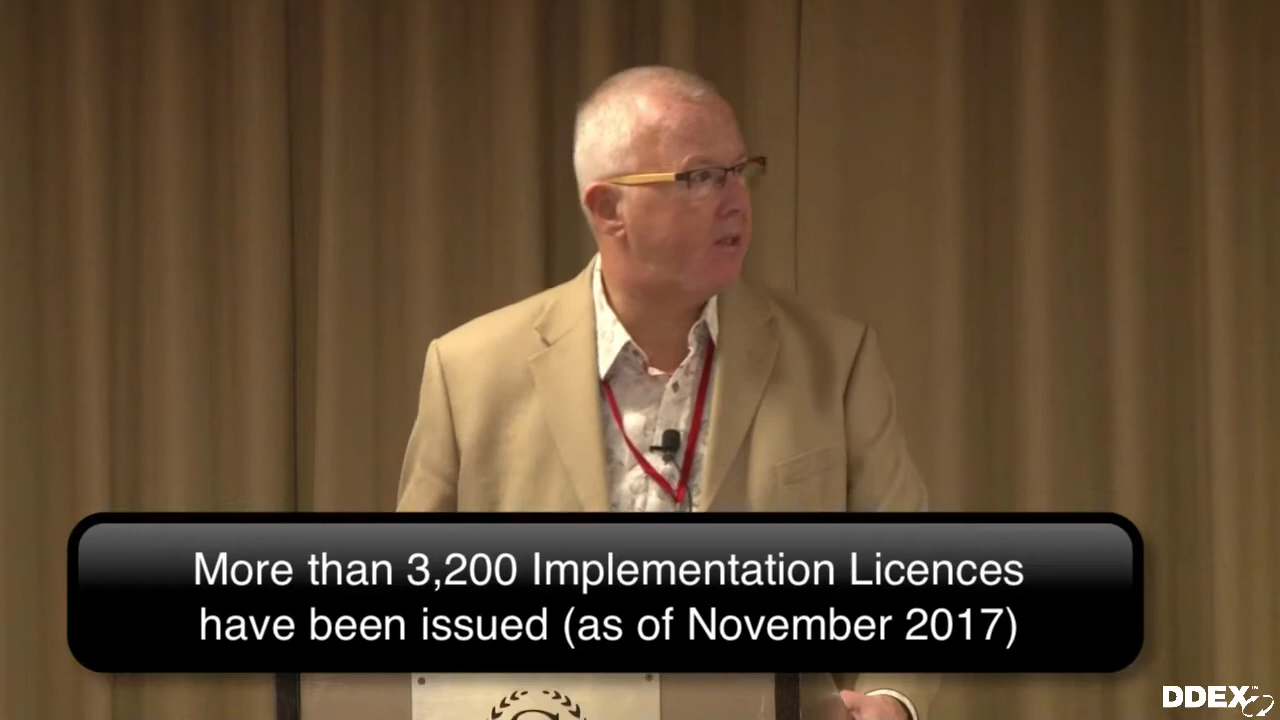 More than 3,200 Implementation Licences
have been issued (as of November 2017)
DDEX